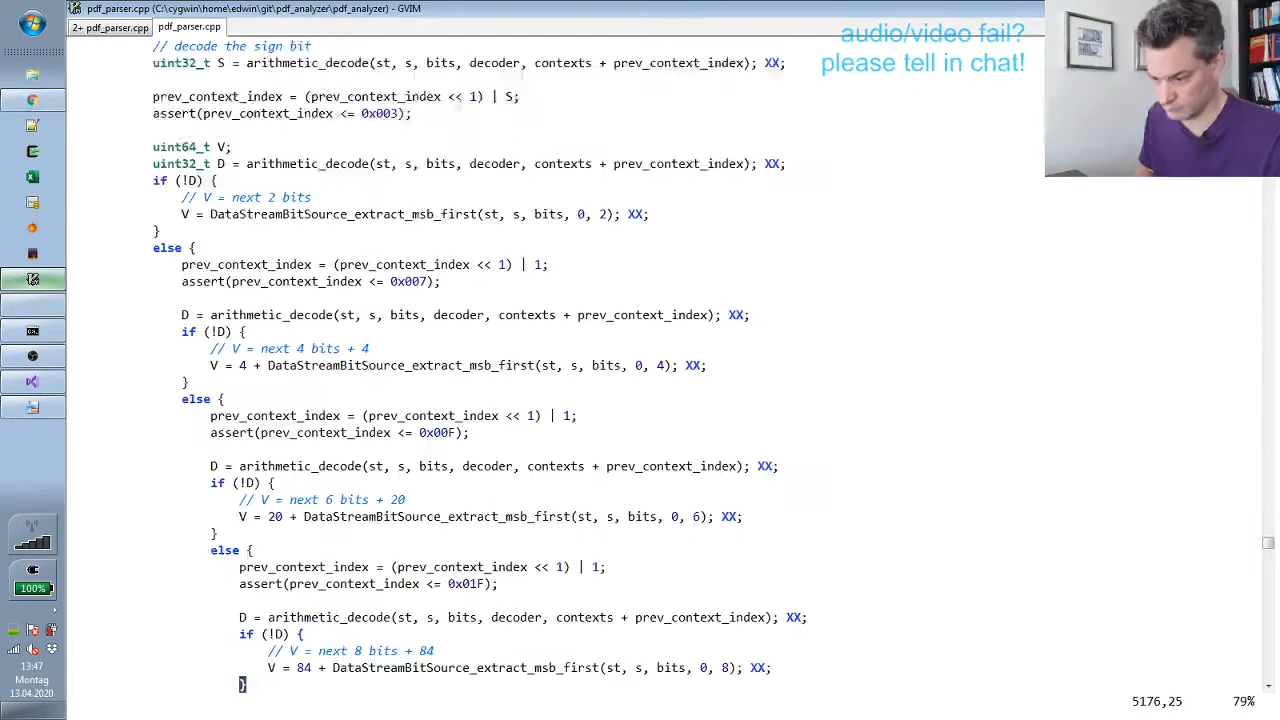 pdf_parser.cpp (c:\cygwin\home\edwin\git\pdf_analyzer\pdf_analyzer) - GVIM
2+ pdf_parser.cpp
pdf_parser.cpp
audio/video fail?
please tell in chat!
// decode the sign bit
uint32_t S = arithmetic_decode(st, s, bits, decoder, contexts + prev_context_index); XX;
prev_context_index = (prev_context_index << 1) | S;
assert(prev_context_index <= 0x003);
uint64_t V;
uint32_t D = arithmetic_decode(st, s, bits, decoder, contexts + prev_context_index); XX;
if (!D) {
// V = next 2 bits
V = DataStreamBitSource_extract_msb_first(st, s, bits, 0, 2); XX;
}
else {
prev_context_index = (prev_context_index << 1) | 1;
assert(prev_context_index <= 0x007);
D = arithmetic_decode(st, s, bits, decoder, contexts + prev_context_index); XX;
if (!D) {
// V = next 4 bits + 4
V = 4 + DataStreamBitSource_extract_msb_first(st, s, bits, 0, 4); XX;
}
else {
prev_context_index = (prev_context_index << 1) | 1;
assert(prev_context_index <= 0x00F);
D = arithmetic_decode(st, s, bits, decoder, contexts + prev_context_index); XX;
if (!D) {
// V = next 6 bits + 20
V = 20 + DataStreamBitSource_extract_msb_first(st, s, bits, 0, 6); XX;
}
else {
prev_context_index = (prev_context_index << 1) | 1;
assert(prev_context_index <= 0x01F);
D = arithmetic_decode(st, s, bits, decoder, contexts + prev_context_index); XX;
if (!D) {
// V = next 8 bits + 84
V = 84 + DataStreamBitSource_extract_msb_first(st, s, bits, 0, 8); XX;
}
5176,25 79%
100%
13:47
Montag
13.04.2020